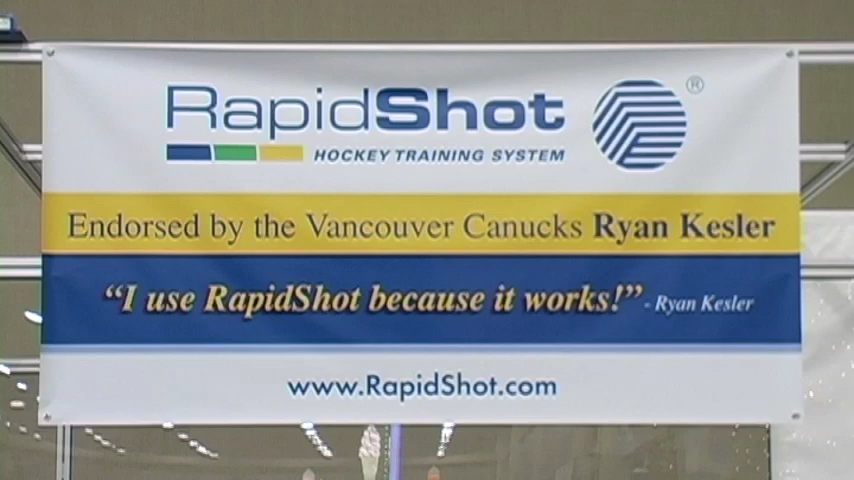 RapidShot ®
HOCKEY TRAINING SYSTEM
Endorsed by the Vancouver Canucks Ryan Kesler
“I use RapidShot because it works!” - Ryan Kesler
www.RapidShot.com